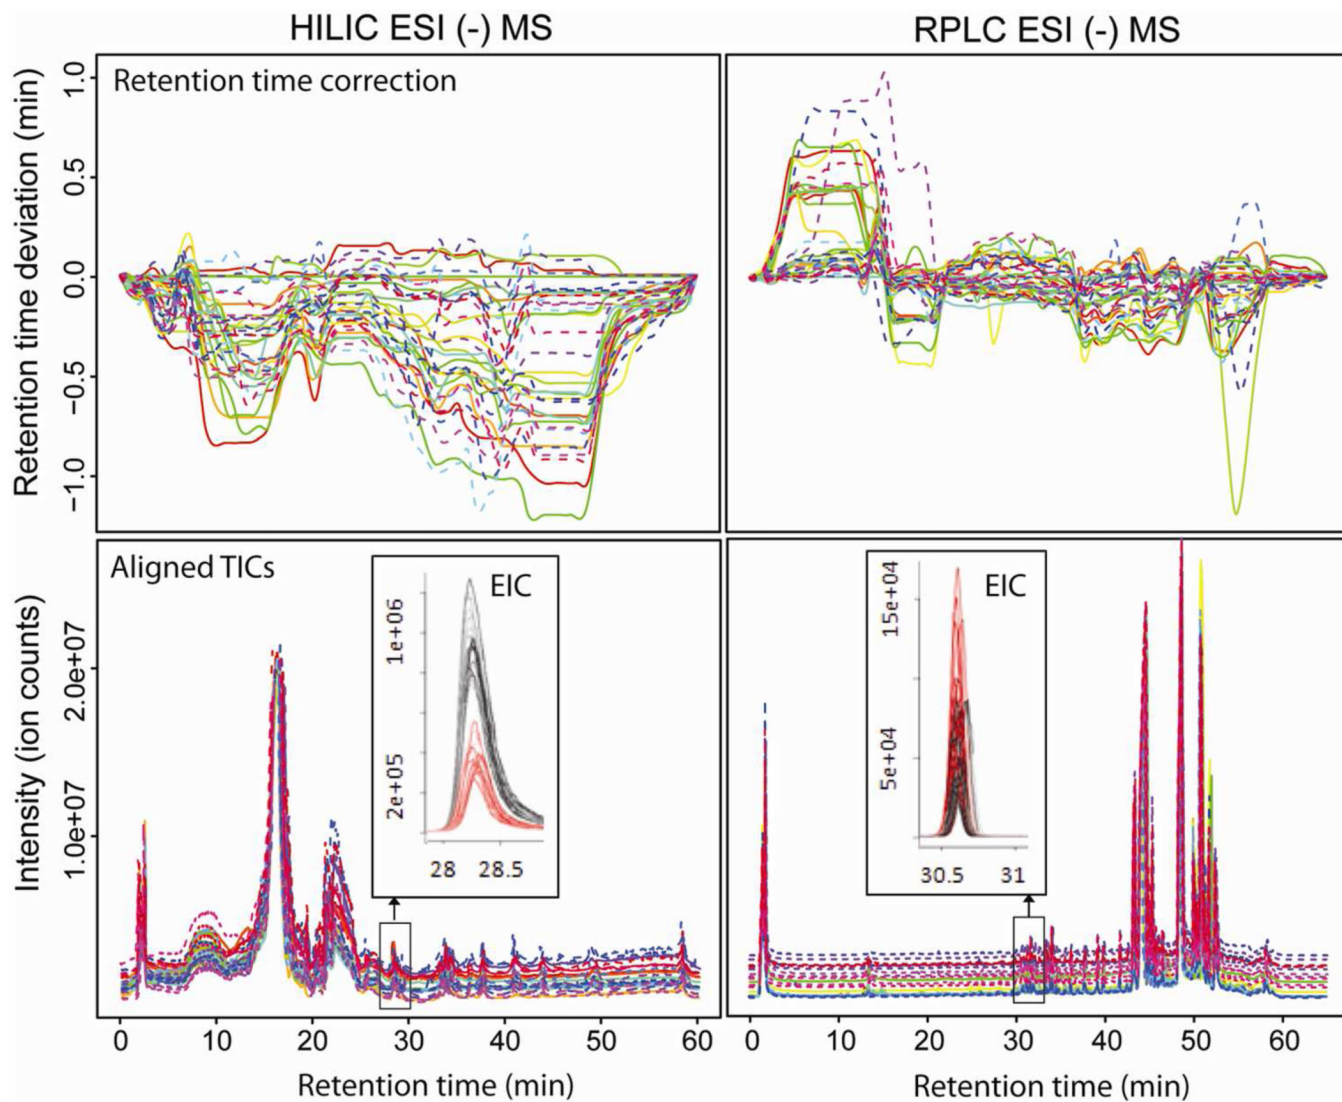 HILIC ESI (-) MS
RPLC ESI (-) MS
Retention time deviation (min)
1.0
0.5
0.0
−0.5
−1.0
Retention time correction
Intensity (ion counts)
2.0e+07
1.0e+07
Aligned TICs
EIC
1e+06
2e+05
28 28.5
EIC
15e+04
5e+04
30.5 31
0 10 20 30 40 50 60
0 10 20 30 40 50 60
Retention time (min)
Retention time (min)